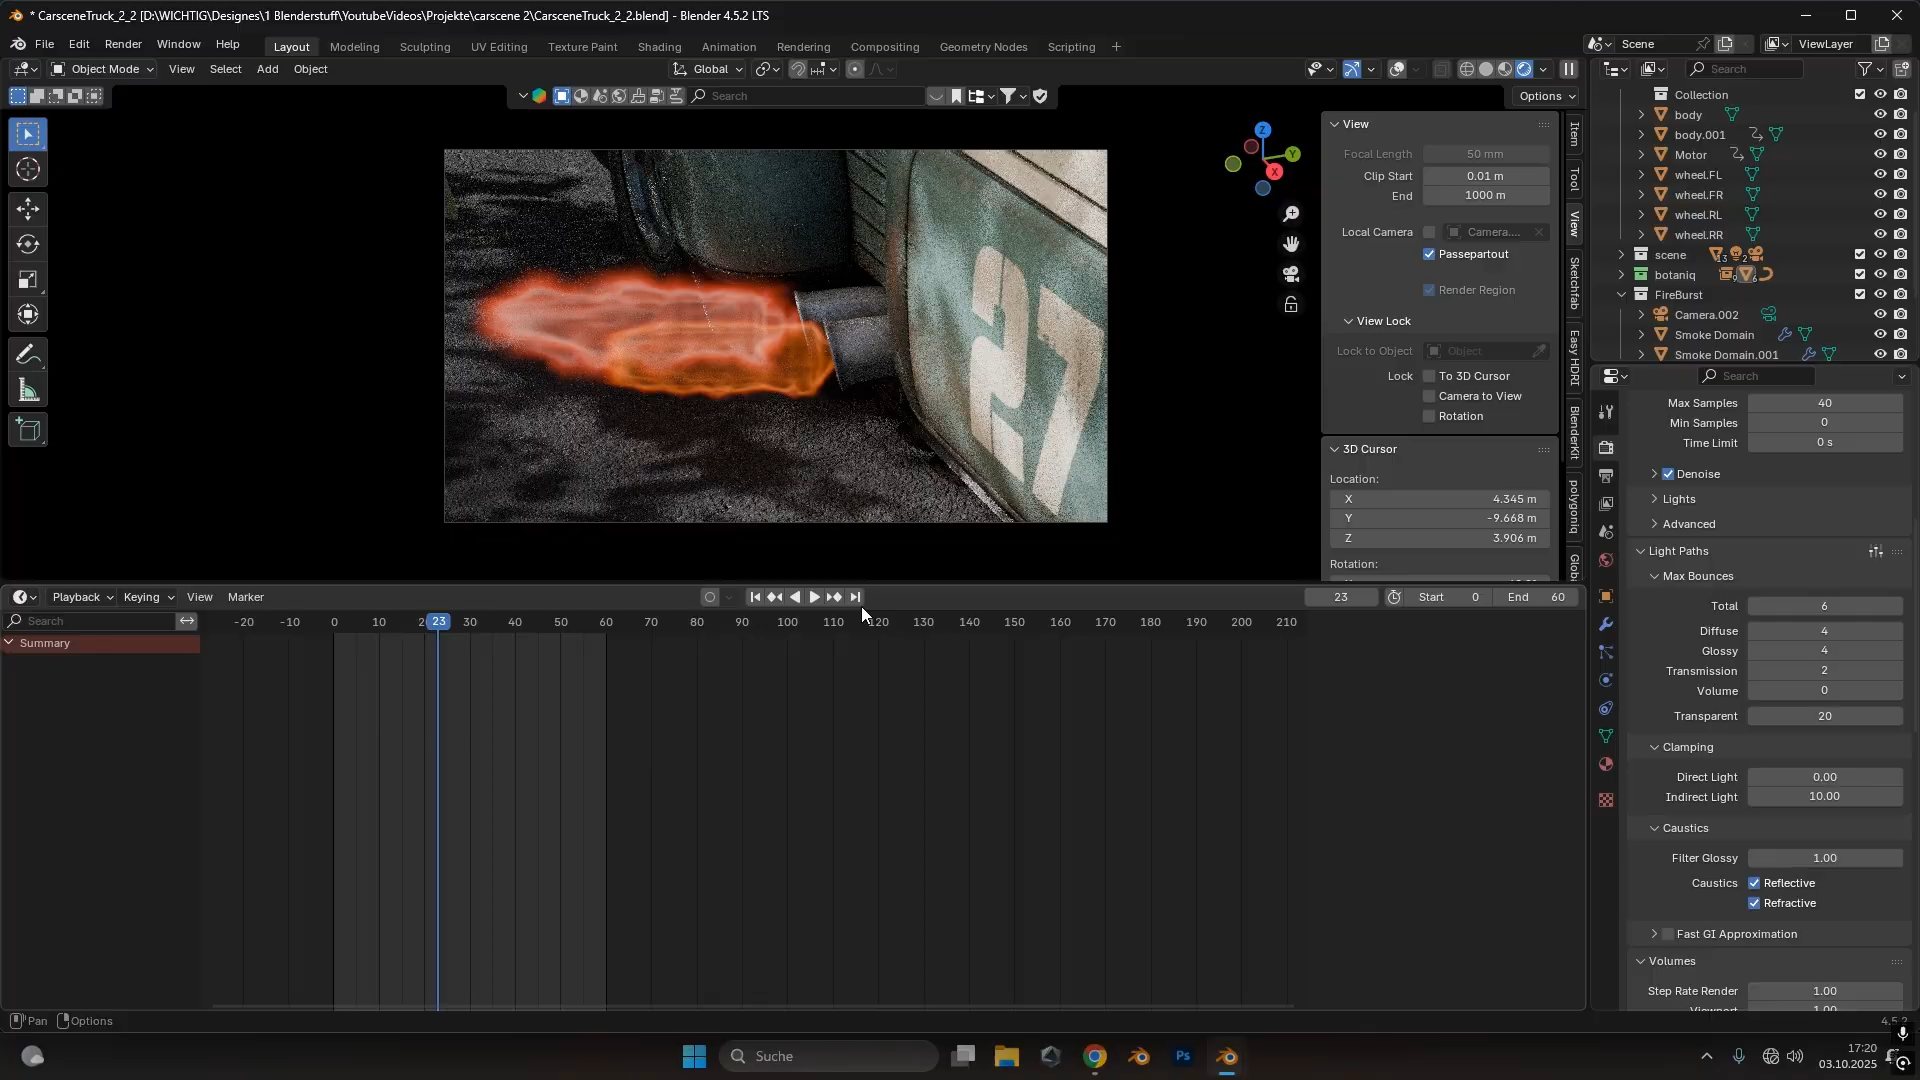 * CarsceneTruck_2_2 [D:\WICHTIG\Designes\1 Blenderstuff\YoutubeVideos\Projekte\carscene 2\CarsceneTruck_2_2.blend] - Blender 4.5.2 LTS
File Edit Render Window Help Layout Modeling Sculpting UV Editing Texture Paint Shading Animation Rendering Compositing Geometry Nodes Scripting + Scene ViewLayer
Object Mode View Select Add Object Global Search
Search Options
Collection
body
body.001
Motor
wheel.FL
wheel.FR
wheel.RL
wheel.RR
scene 13 2
botaniq 9 6
FireBurst
Camera.002
Smoke Domain
Smoke Domain.001
Z
Y
X
27
View
Focal Length 50 mm
Clip Start 0.01 m
End 1000 m
Local Camera Camera....
Passepartout
Render Region
View Lock
Lock to Object Object
Lock To 3D Cursor
Camera to View
Rotation
3D Cursor
Location:
X 4.345 m
Y -9.668 m
Z 3.906 m
Rotation:
Item
Tool
View
Sketchfab
Easy HDRI
BlenderKit
polygoniq
Search
Max Samples 40
Min Samples 0
Time Limit 0 s
Denoise
Lights
Advanced
Light Paths
Max Bounces
Total 6
Diffuse 4
Glossy 4
Transmission 2
Volume 0
Transparent 20
Clamping
Direct Light 0.00
Indirect Light 10.00
Caustics
Filter Glossy 1.00
Caustics Reflective
Refractive
Fast GI Approximation
Volumes
Step Rate Render 1.00
Viewport 1.00
Playback Keying View Marker 23 Start 0 End 60
Search -20 -10 0 10 23 30 40 50 60 70 80 90 100 110 120 130 140 150 160 170 180 190 200 210
Summary
Pan Options
4.5.2
Suche Ps 17:20
03.10.2025